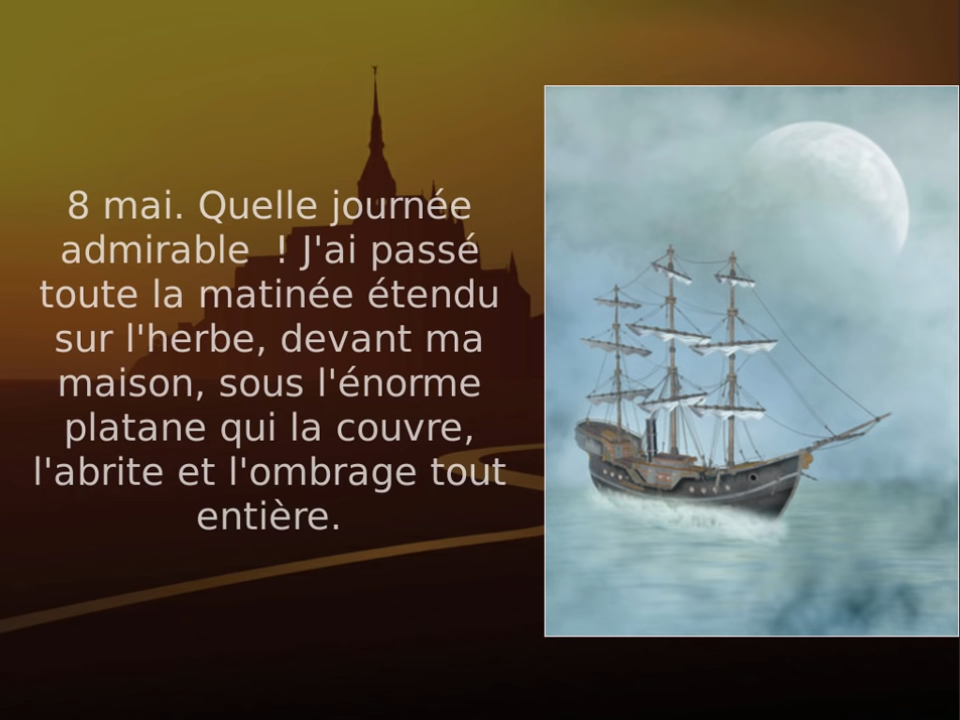 8 mai. Quelle journée
admirable  ! J'ai passé
toute la matinée étendu
sur l'herbe, devant ma
maison, sous l'énorme
platane qui la couvre,
l'abrite et l'ombrage tout
entière.